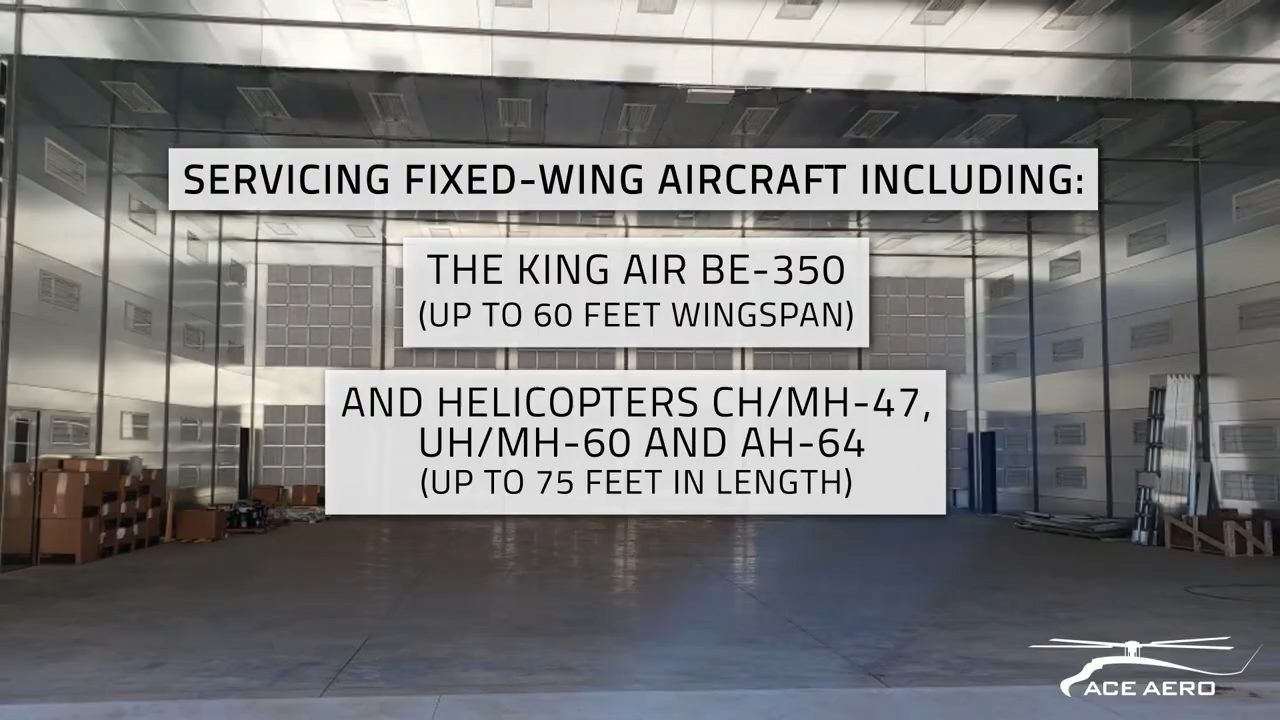 SERVICING FIXED-WING AIRCRAFT INCLUDING:
THE KING AIR BE-350
(UP TO 60 FEET WINGSPAN)
AND HELICOPTERS CH/MH-47,
UH/MH-60 AND AH-64
(UP TO 75 FEET IN LENGTH)
ACE AERO